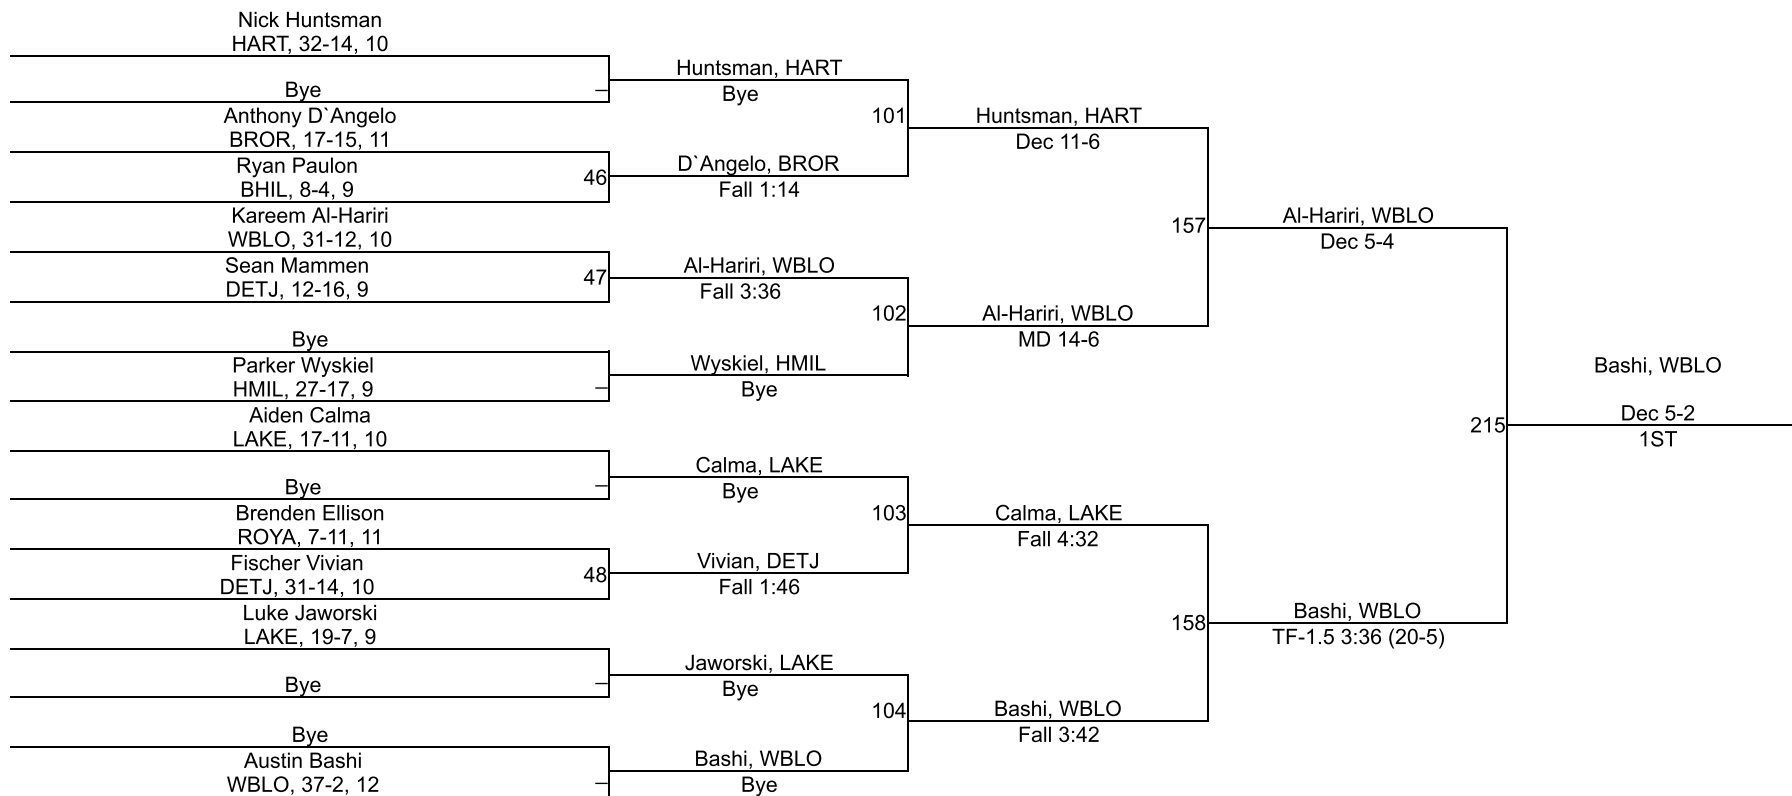 Nick Huntsman
HART, 32-14, 10
Bye
Anthony D`Angelo
BROR, 17-15, 11
Ryan Paulon
BHIL, 8-4, 9
46
Kareem Al-Hariri
WBLO, 31-12, 10
Sean Mammen
DETJ, 12-16, 9
47
Bye
Parker Wyskiel
HMIL, 27-17, 9
Aiden Calma
LAKE, 17-11, 10
Bye
Brenden Ellison
ROYA, 7-11, 11
Fischer Vivian
DETJ, 31-14, 10
48
Luke Jaworski
LAKE, 19-7, 9
Bye
Bye
Austin Bashi
WBLO, 37-2, 12
Huntsman, HART
Bye
101
D`Angelo, BROR
Fall 1:14
Al-Hariri, WBLO
Fall 3:36
102
Wyskiel, HMIL
Bye
Calma, LAKE
Bye
103
Vivian, DETJ
Fall 1:46
Jaworski, LAKE
Bye
104
Bashi, WBLO
Bye
Huntsman, HART
Dec 11-6
157
Al-Hariri, WBLO
MD 14-6
Calma, LAKE
Fall 4:32
158
Bashi, WBLO
Fall 3:42
Al-Hariri, WBLO
Dec 5-4
215
Bashi, WBLO
TF-1.5 3:36 (20-5)
Bashi, WBLO
Dec 5-2
1ST